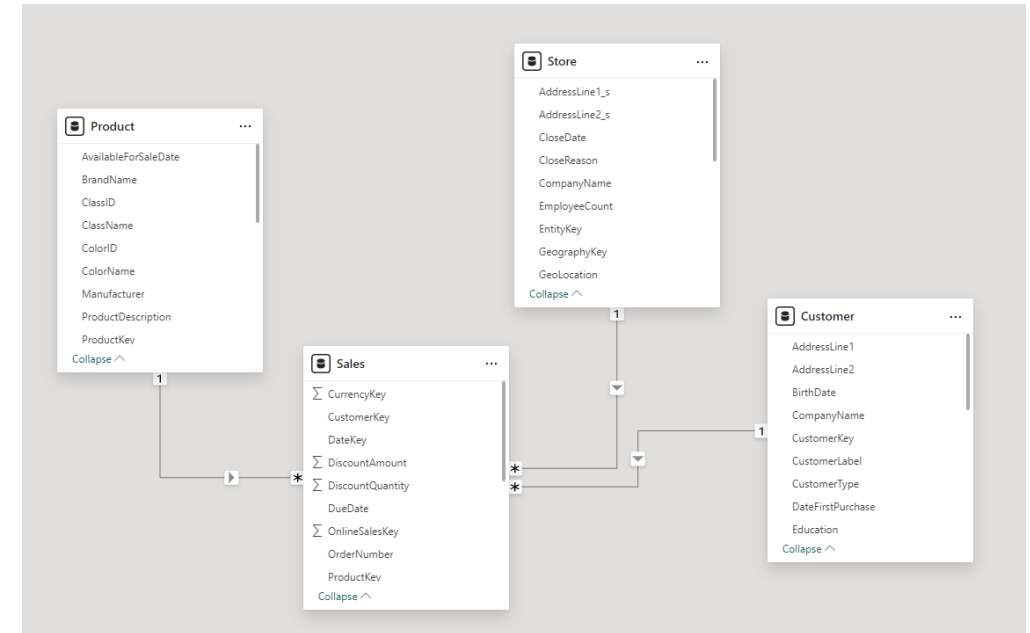 Product
...
AvailableForSaleDate
BrandName
ClassID
ClassName
ColorID
ColorName
Manufacturer
ProductDescription
ProductKey
Collapse
1
Store
...
AddressLine1_s
AddressLine2_s
CloseDate
CloseReason
CompanyName
EmployeeCount
EntityKey
GeographyKey
GeoLocation
Collapse
1
Sales
...
∑ CurrencyKey
CustomerKey
DateKey
∑ DiscountAmount
∑ DiscountQuantity
DueDate
∑ OnlineSalesKey
OrderNumber
ProductKey
Collapse
*
*
*
Customer
...
AddressLine1
AddressLine2
BirthDate
CompanyName
CustomerKey
CustomerLabel
CustomerType
DateFirstPurchase
Education
Collapse
1